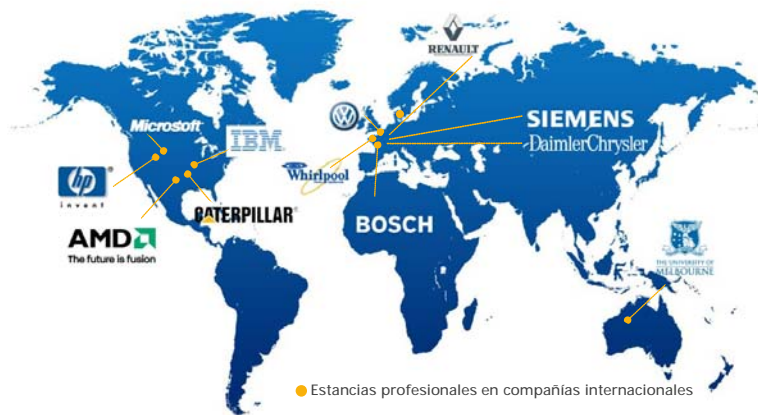 RENAULT
Microsoft
IBM
SIEMENS
DaimlerChrysler
hp
invent
Whirlpool
CATERPILLAR®
BOSCH
AMD
The future is fusion
THE UNIVERSITY OF
MELBOURNE
Estancias profesionales en compañías internacionales